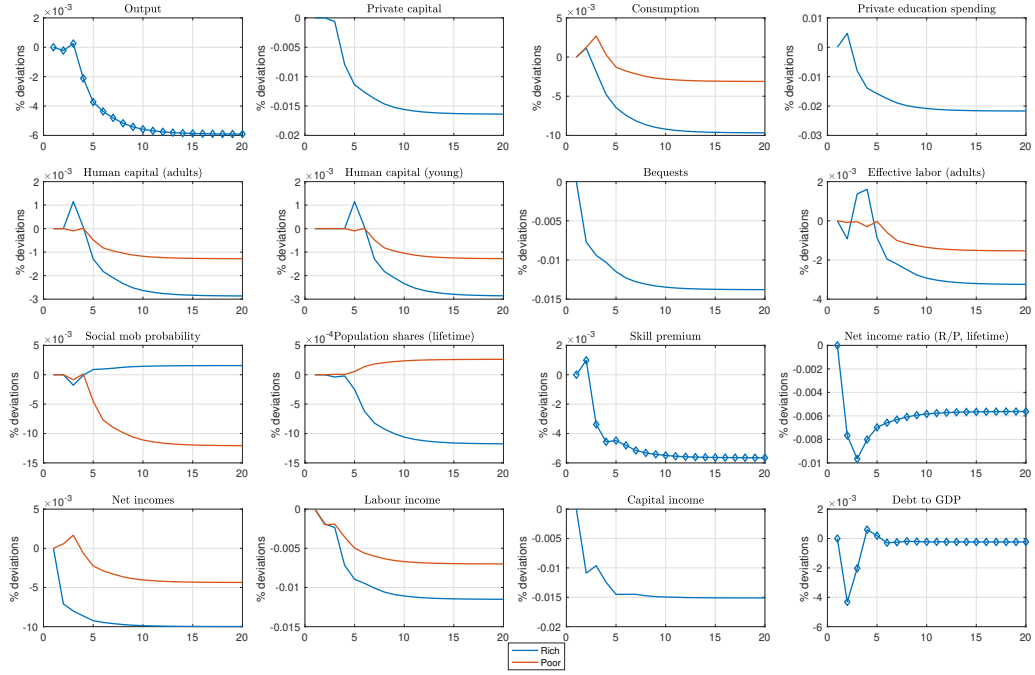 Output
Private capital
Consumption
Private education spending
×10⁻³
×10⁻³
% deviations
% deviations
% deviations
% deviations
2
0
-2
-4
-6
0
-0.005
-0.01
-0.015
-0.02
5
0
-5
-10
0.01
0
-0.01
-0.02
-0.03
0 5 10 15 20
0 5 10 15 20
0 5 10 15 20
0 5 10 15 20
Human capital (adults)
Human capital (young)
Bequests
Effective labor (adults)
×10⁻³
×10⁻³
×10⁻³
% deviations
% deviations
% deviations
% deviations
2
1
0
-1
-2
-3
2
1
0
-1
-2
-3
0
-0.005
-0.01
-0.015
2
0
-2
-4
0 5 10 15 20
0 5 10 15 20
0 5 10 15 20
0 5 10 15 20
Social mob probability
Population shares (lifetime)
Skill premium
Net income ratio (R/P, lifetime)
×10⁻³
×10⁻⁴
×10⁻³
% deviations
% deviations
% deviations
% deviations
5
0
-5
-10
-15
5
0
-5
-10
-15
2
0
-2
-4
-6
0
-0.002
-0.004
-0.006
-0.008
-0.01
0 5 10 15 20
0 5 10 15 20
0 5 10 15 20
0 5 10 15 20
Net incomes
Labour income
Capital income
Debt to GDP
×10⁻³
×10⁻³
% deviations
% deviations
% deviations
% deviations
5
0
-5
-10
0
-0.005
-0.01
-0.015
0
-0.005
-0.01
-0.015
-0.02
2
0
-2
-4
-6
0 5 10 15 20
0 5 10 15 20
0 5 10 15 20
0 5 10 15 20
Rich
Poor